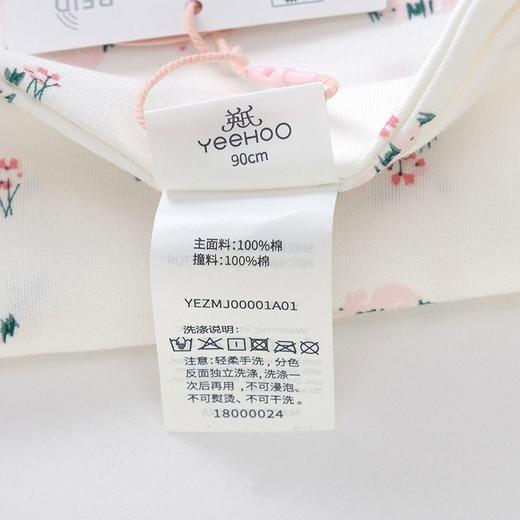 RFID
英氏
YeeHOO
90cm
主面料:100%棉
撞料:100%棉
YEZMJ00001A01
洗涤说明:
注意:轻柔手洗,分色
反面独立洗涤,洗涤一
次后再用,不可浸泡、
不可熨烫、不可干洗。
18000024